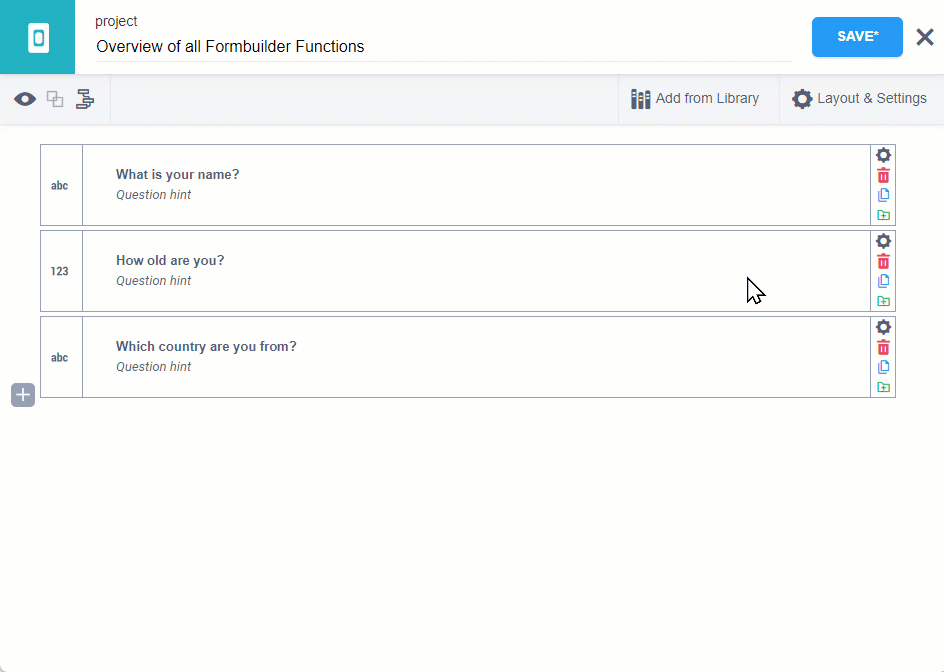 project
Overview of all Formbuilder Functions
SAVE*
Add from Library
Layout & Settings
abc
What is your name?
Question hint
123
How old are you?
Question hint
abc
Which country are you from?
Question hint